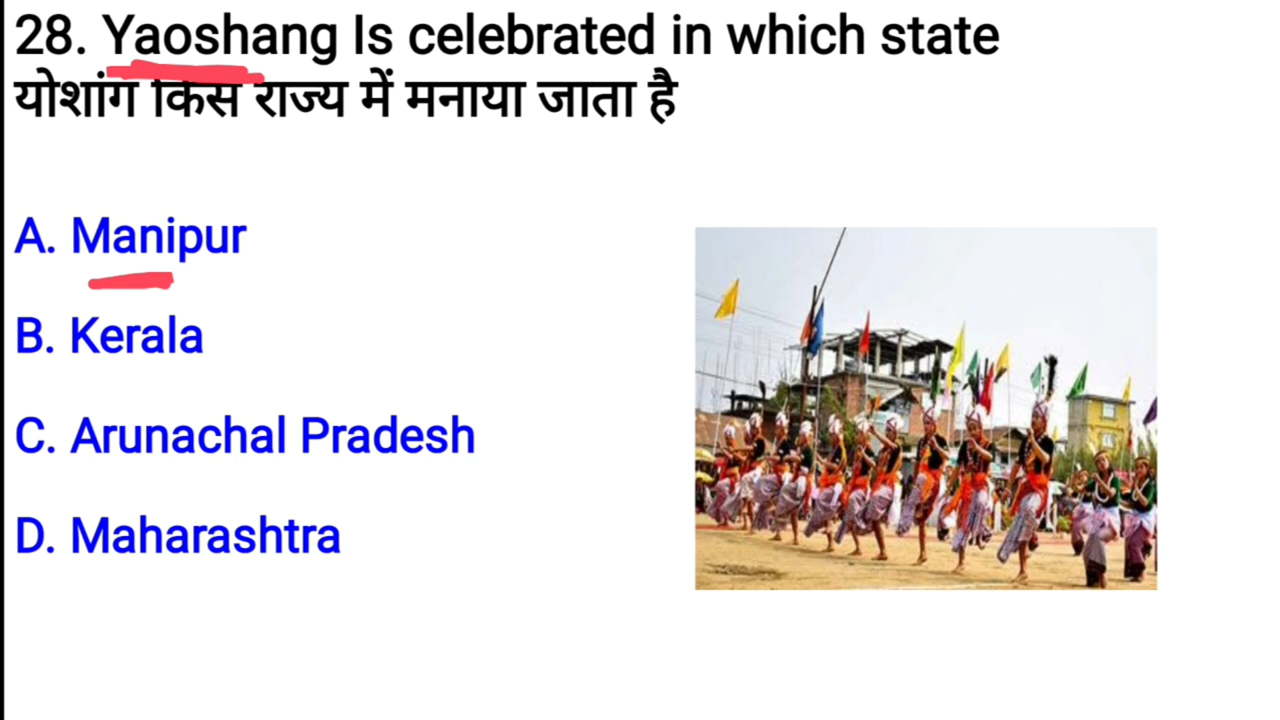 28. Yaoshang Is celebrated in which state
योशांग किस राज्य में मनाया जाता है
A. Manipur
B. Kerala
C. Arunachal Pradesh
D. Maharashtra